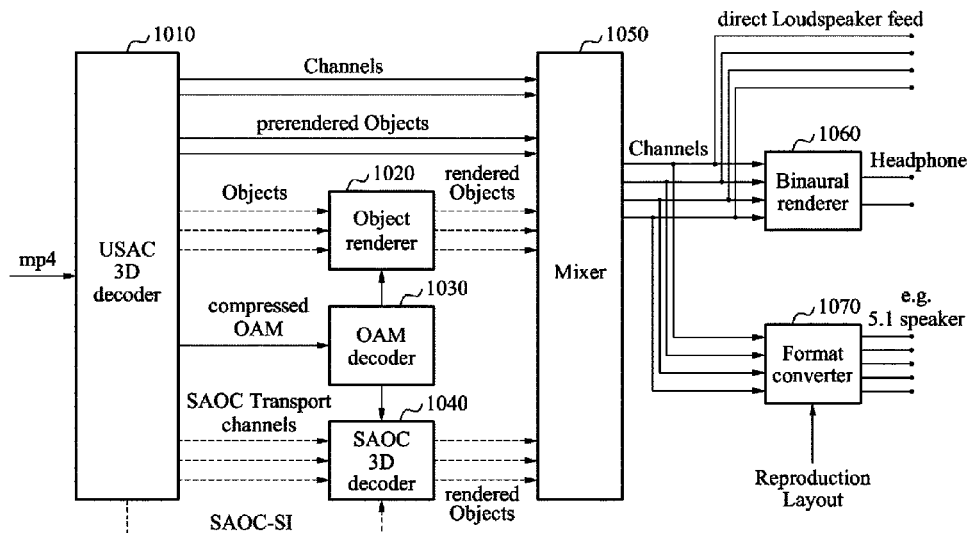 1010
1050
direct Loudspeaker feed
Channels
prerendered Objects
1020
rendered
Objects
Objects
Object
renderer
mp4
USAC
3D
decoder
1030
compressed
OAM
OAM
decoder
SAOC Transport
channels
1040
SAOC
3D
decoder
rendered
Objects
SAOC-SI
Mixer
Channels
1060
Binaural
renderer
Headphone
1070
e.g.
5.1 speaker
Format
converter
Reproduction
Layout